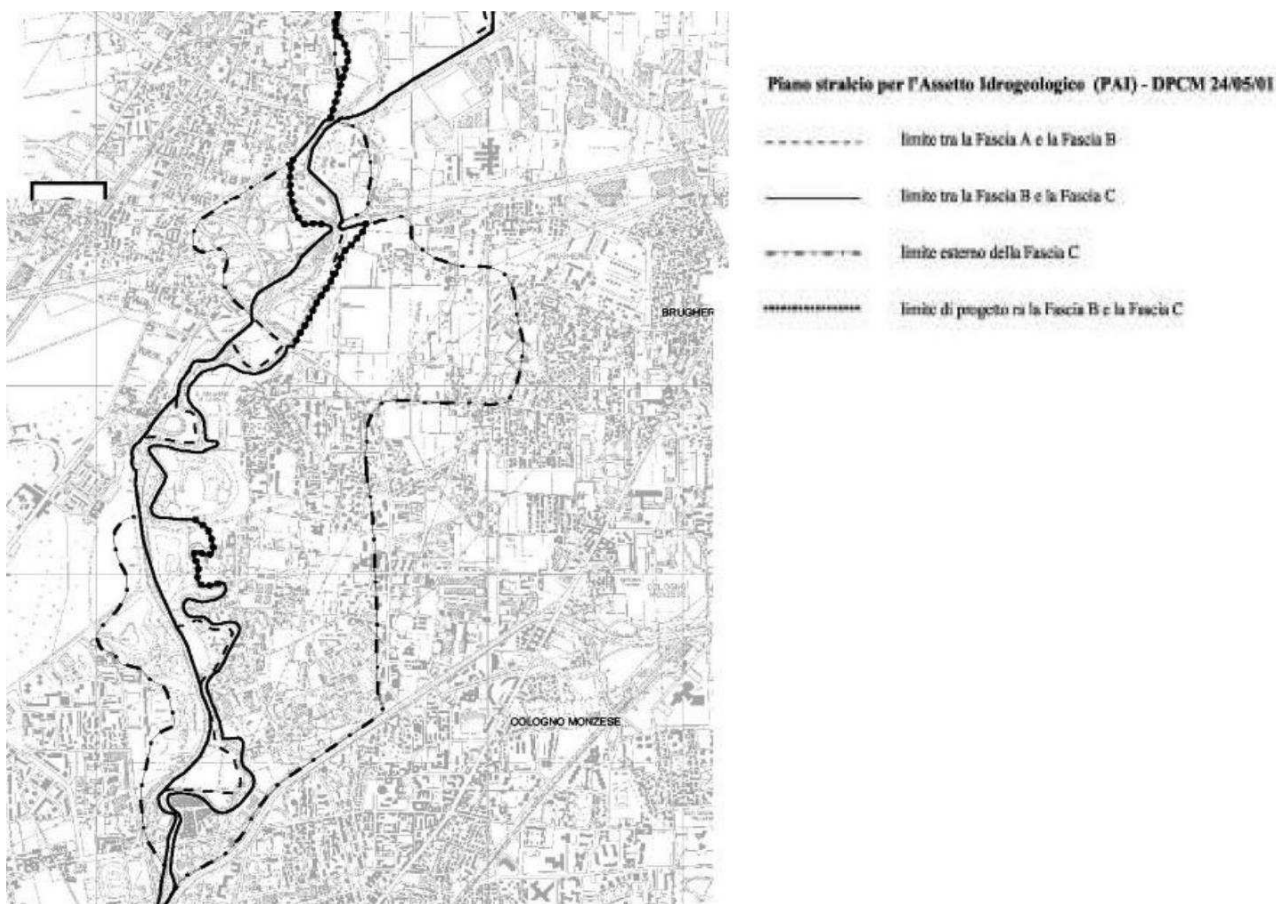 Piano stralcio per l'Assetto Idrogeologico (PAI) - DPCM 24/05/01
limite tra la Fascia A e la Fascia B
limite tra la Fascia B e la Fascia C
limite esterno della Fascia C
limite di progetto ra la Fascia B e la Fascia C
BRUGHER
COLOGNO MONZESE